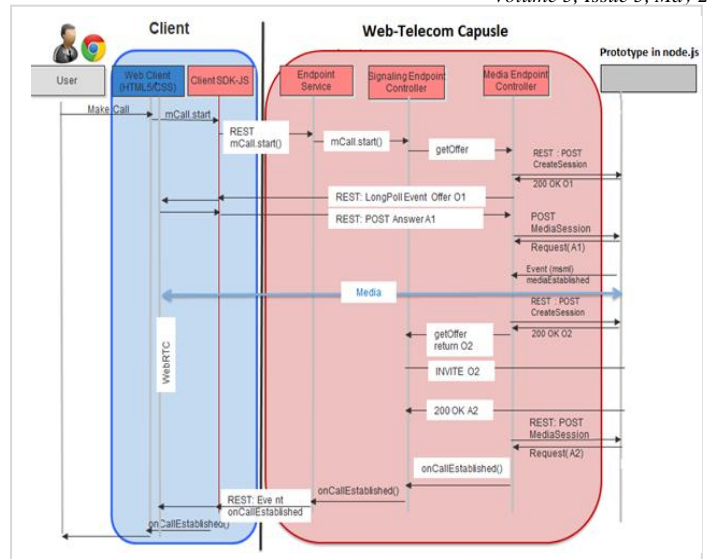 Volume 5, Issue 5, May 2
Client
Web-Telecom Capusle
Prototype in node.js
User
Web Client
(HTML5/CSS)
Client SDK-JS
Endpoint
Service
Signaling Endpoint
Controller
Media Endpoint
Controller
Make Call
mCall.start
REST
mCall.start()
mCall.start()
getOffer
REST : POST
CreateSession
200 OK O1
REST: LongPoll Event Offer O1
REST: POST Answer A1
POST
MediaSession
Request(A1)
Event (msml)
mediaEstablished
Media
REST : POST
CreateSession
200 OK O2
getOffer
return O2
WebRTC
INVITE O2
200 OK A2
REST: POST
MediaSession
Request(A2)
onCallEstablished()
onCallEstablished()
REST: Event
onCallEstablished
onCallEstablished()